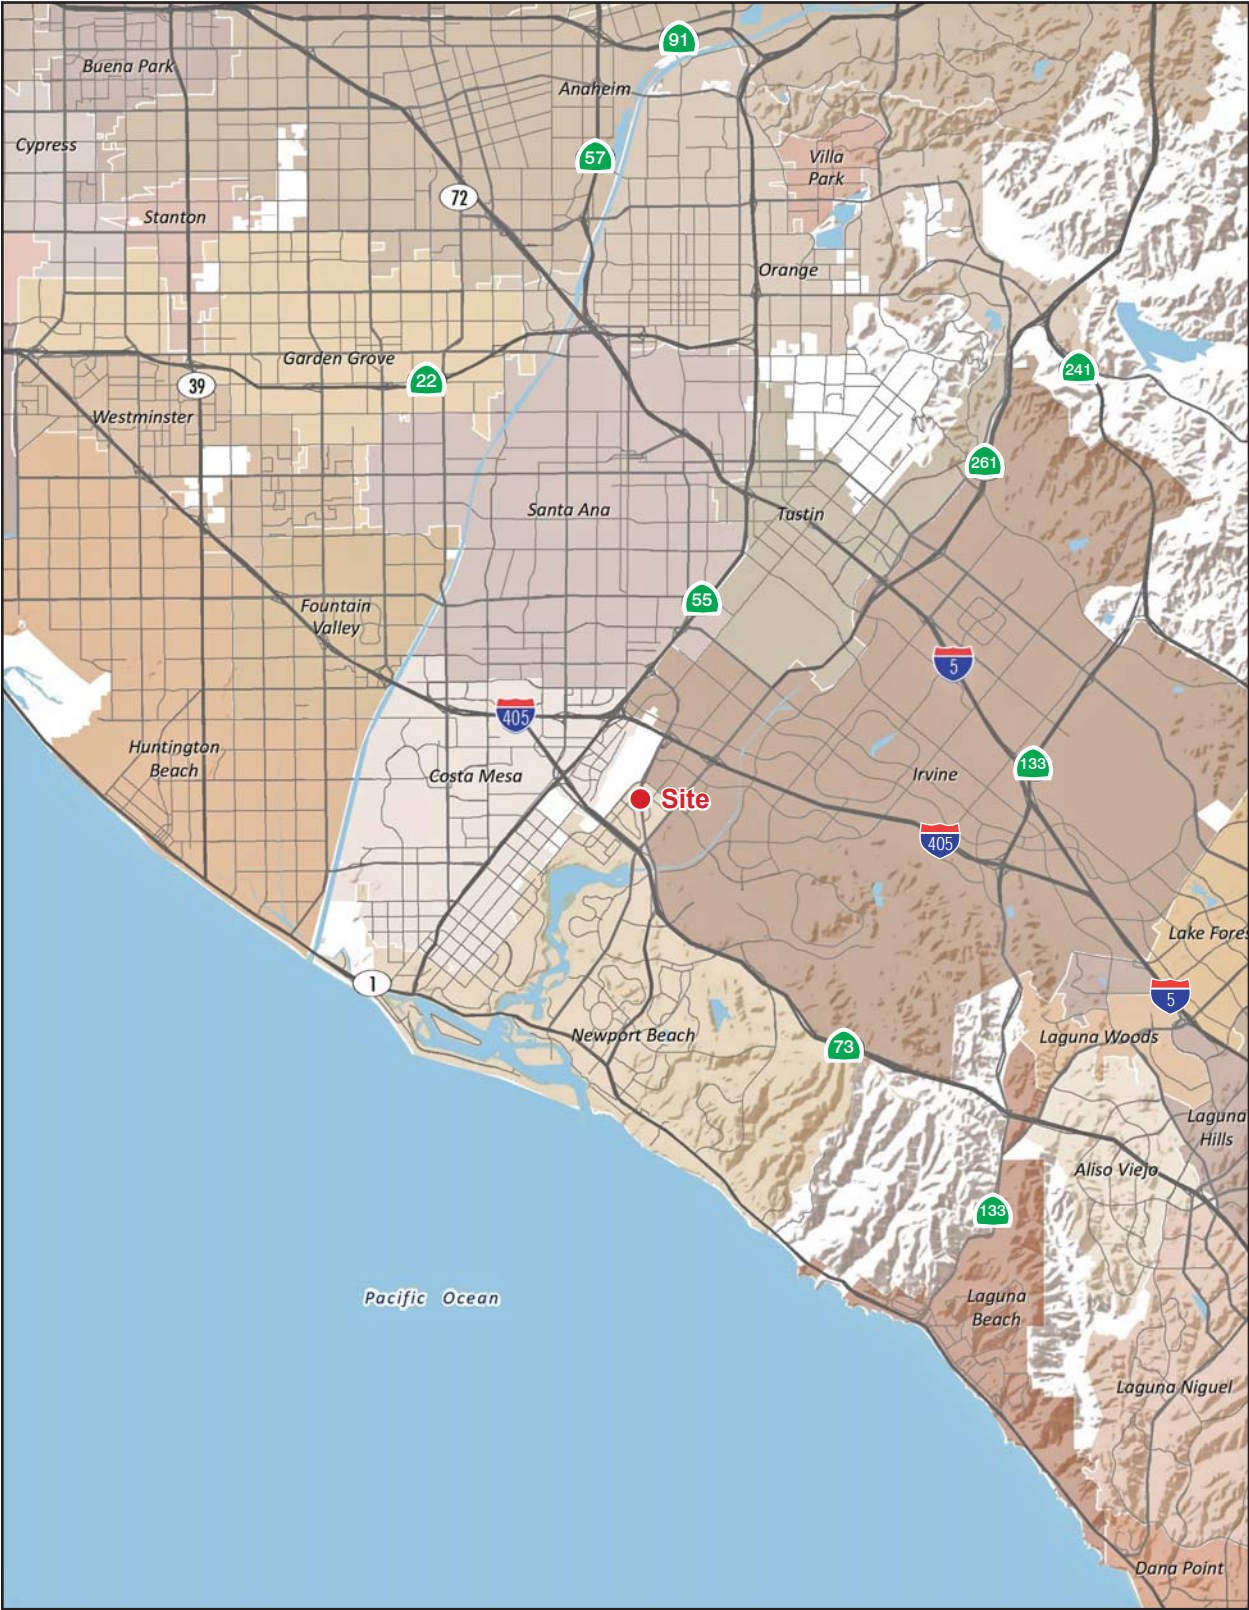 91
Buena Park
Anaheim
Cypress
57
Villa
Park
72
Stanton
Orange
Garden Grove
22
241
39
Westminster
261
Santa Ana
Tustin
55
Fountain
Valley
5
405
Huntington
Beach
Costa Mesa
Irvine
133
Site
405
Lake Fores
1
5
Newport Beach
Laguna Woods
73
Laguna
Hills
Aliso Viejo
133
Pacific Ocean
Laguna
Beach
Laguna Niguel
Dana Point